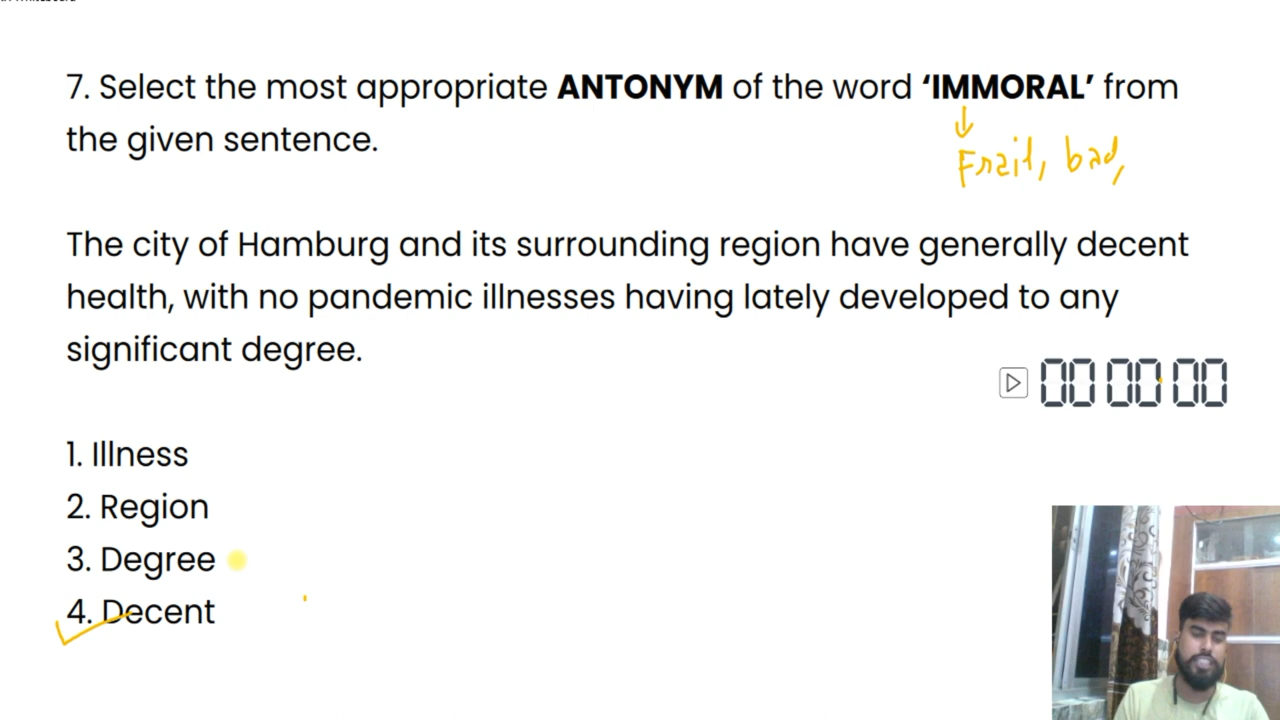 7. Select the most appropriate ANTONYM of the word ‘IMMORAL’ from
the given sentence.
Frail, bad,
The city of Hamburg and its surrounding region have generally decent
health, with no pandemic illnesses having lately developed to any
significant degree.
00 00 00
1. Illness
2. Region
3. Degree
4. Decent